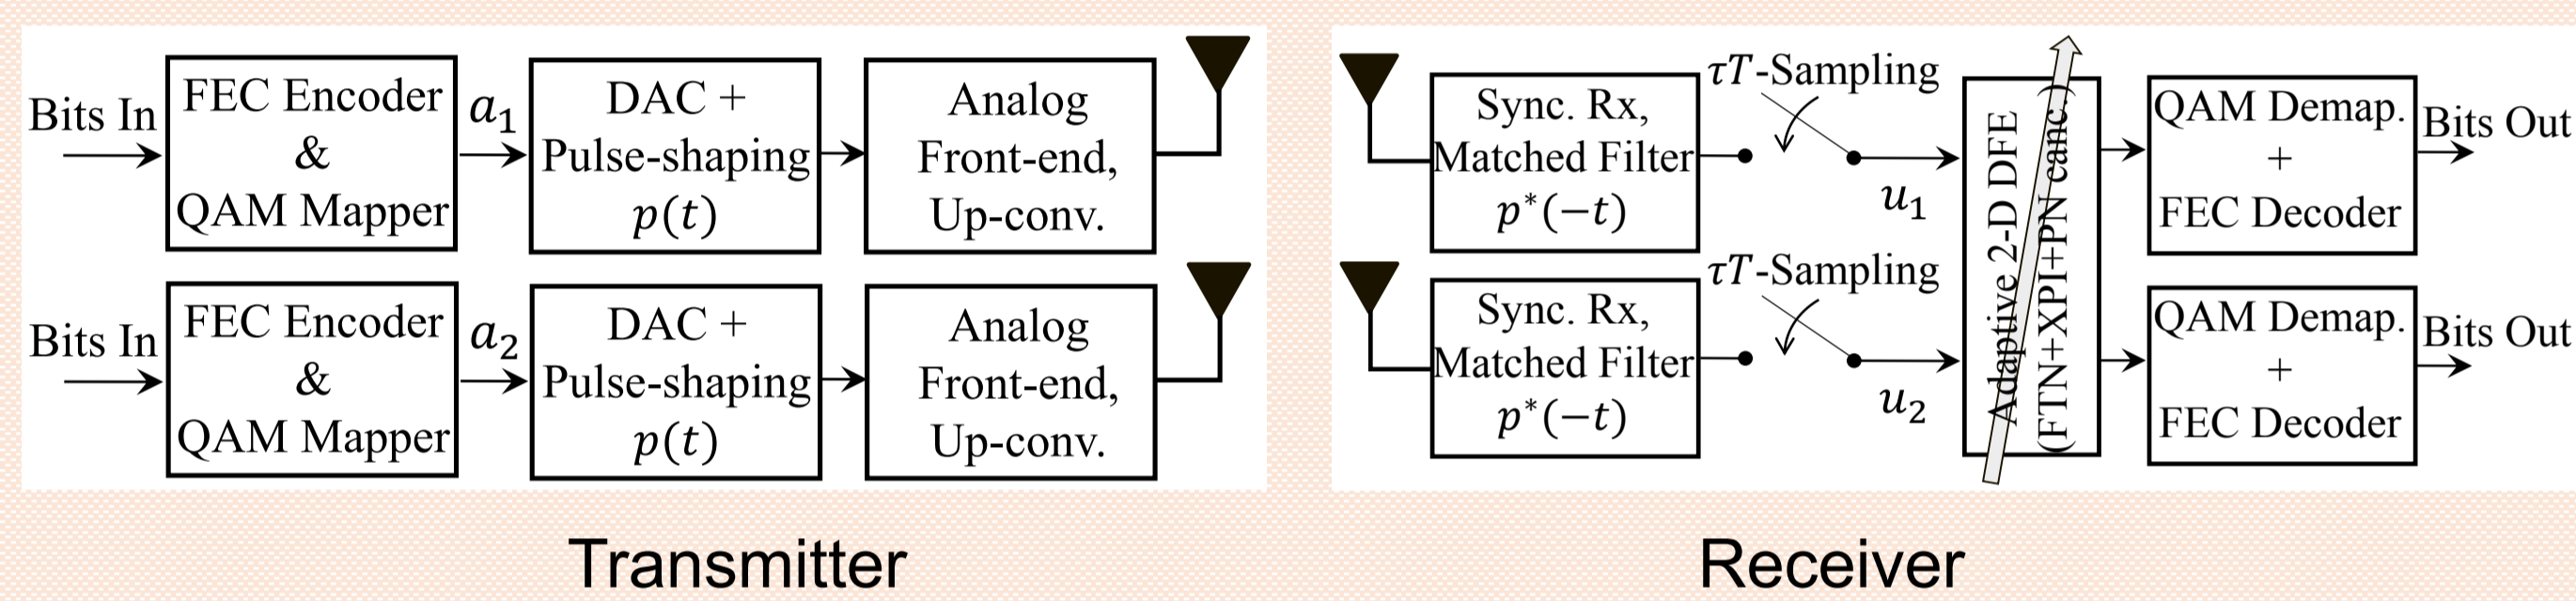 Bits In
FEC Encoder
&
QAM Mapper
a₁
DAC +
Pulse-shaping
p(t)
Analog
Front-end,
Up-conv.
Bits In
FEC Encoder
&
QAM Mapper
a₂
DAC +
Pulse-shaping
p(t)
Analog
Front-end,
Up-conv.
Transmitter
Sync. Rx,
Matched Filter
p*(−t)
τT-Sampling
u₁
Sync. Rx,
Matched Filter
p*(−t)
τT-Sampling
u₂
Adaptive 2-D DFE
(FTN+XPI+PN canc.)
QAM Demap.
+
FEC Decoder
Bits Out
QAM Demap.
+
FEC Decoder
Bits Out
Receiver